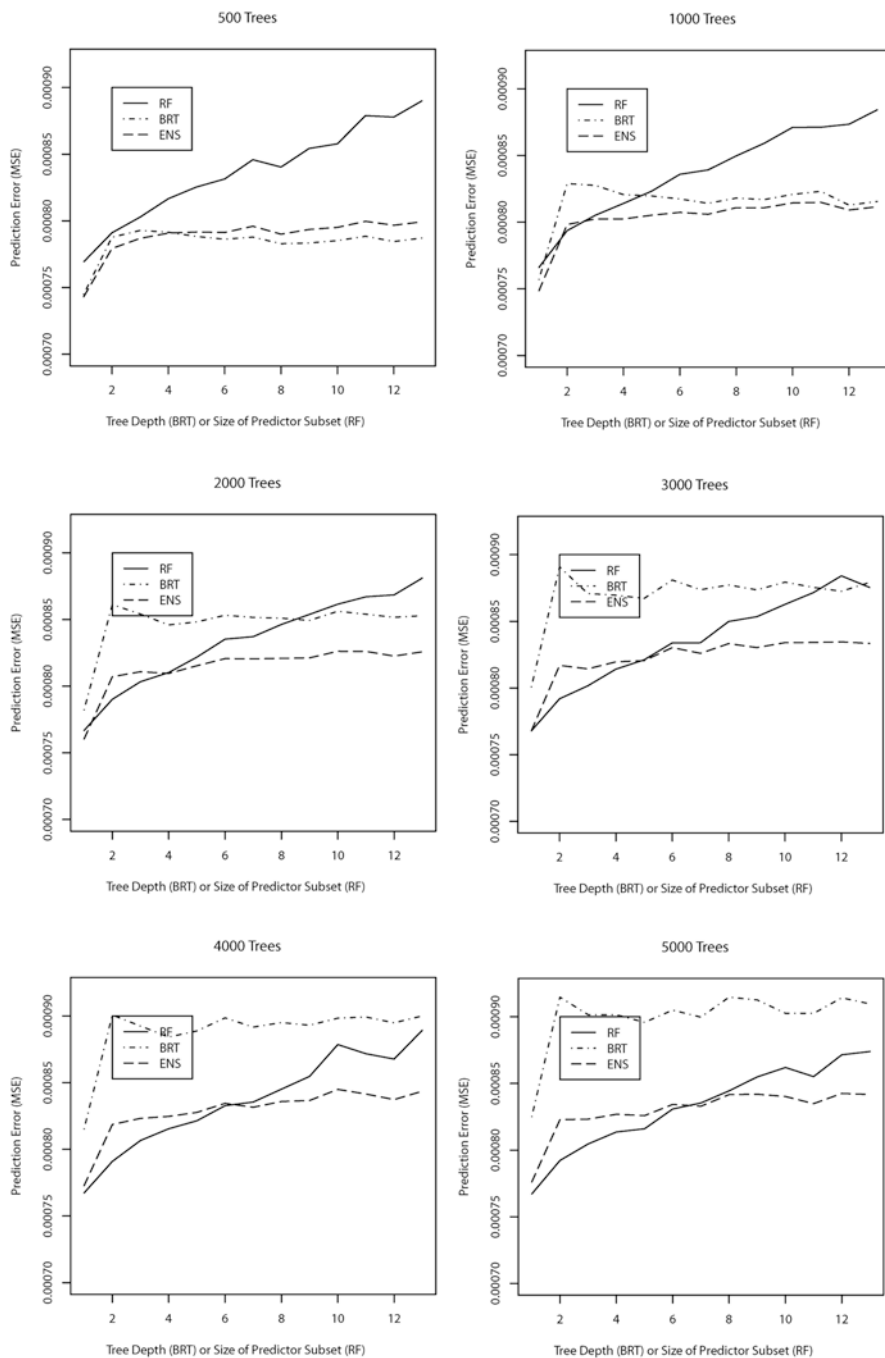 500 Trees
Prediction Error (MSE)
0.00090
0.00085
0.00080
0.00075
0.00070
RF
BRT
ENS
2 4 6 8 10 12
Tree Depth (BRT) or Size of Predictor Subset (RF)
1000 Trees
Prediction Error (MSE)
0.00090
0.00085
0.00080
0.00075
0.00070
RF
BRT
ENS
2 4 6 8 10 12
Tree Depth (BRT) or Size of Predictor Subset (RF)
2000 Trees
Prediction Error (MSE)
0.00090
0.00085
0.00080
0.00075
0.00070
RF
BRT
ENS
2 4 6 8 10 12
Tree Depth (BRT) or Size of Predictor Subset (RF)
3000 Trees
Prediction Error (MSE)
0.00090
0.00085
0.00080
0.00075
0.00070
RF
BRT
ENS
2 4 6 8 10 12
Tree Depth (BRT) or Size of Predictor Subset (RF)
4000 Trees
Prediction Error (MSE)
0.00090
0.00085
0.00080
0.00075
0.00070
RF
BRT
ENS
2 4 6 8 10 12
Tree Depth (BRT) or Size of Predictor Subset (RF)
5000 Trees
Prediction Error (MSE)
0.00090
0.00085
0.00080
0.00075
0.00070
RF
BRT
ENS
2 4 6 8 10 12
Tree Depth (BRT) or Size of Predictor Subset (RF)